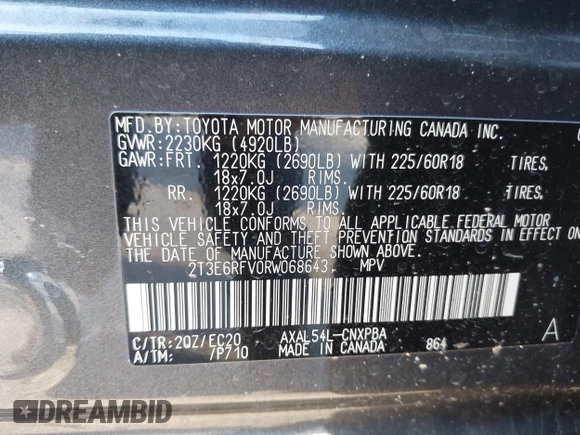 MFD.BY:TOYOTA MOTOR MANUFACTURING CANADA INC.
GVWR:2230KG (4920LB)
GAWR:FRT. 1220KG (2690LB) WITH 225/60R18 TIRES,
18x7.0J RIMS.
RR. 1220KG (2690LB) WITH 225/60R18 TIRES,
18x7.0J RIMS.
THIS VEHICLE CONFORMS TO ALL APPLICABLE FEDERAL MOTOR
VEHICLE SAFETY AND THEFT PREVENTION STANDARDS IN EFFECT ON
THE DATE OF MANUFACTURE SHOWN ABOVE.
2T3E6RFV0RW068643 MPV
C/TR:2QZ/EC20 AXAL54L-CNXPBA
A/TM: /P710 MADE IN CANADA 864 A
DREAMBID